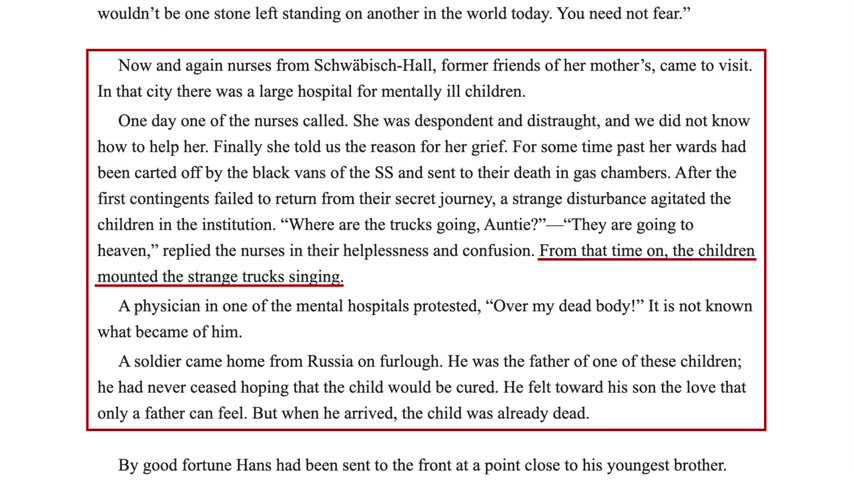 wouldn’t be one stone left standing on another in the world today. You need not fear.”
Now and again nurses from Schwäbisch-Hall, former friends of her mother’s, came to visit.
In that city there was a large hospital for mentally ill children.
One day one of the nurses called. She was despondent and distraught, and we did not know
how to help her. Finally she told us the reason for her grief. For some time past her wards had
been carted off by the black vans of the SS and sent to their death in gas chambers. After the
first contingents failed to return from their secret journey, a strange disturbance agitated the
children in the institution. “Where are the trucks going, Auntie?”—“They are going to
heaven,” replied the nurses in their helplessness and confusion. From that time on, the children
mounted the strange trucks singing.
A physician in one of the mental hospitals protested, “Over my dead body!” It is not known
what became of him.
A soldier came home from Russia on furlough. He was the father of one of these children;
he had never ceased hoping that the child would be cured. He felt toward his son the love that
only a father can feel. But when he arrived, the child was already dead.
By good fortune Hans had been sent to the front at a point close to his youngest brother.